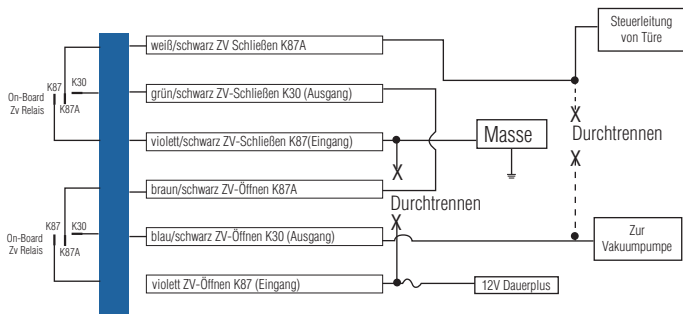 weiß/schwarz ZV Schließen K87A
Steuerleitung
von Türe
K87
K30
K87A
On-Board
Zv Relais
grün/schwarz ZV-Schließen K30 (Ausgang)
X
Durchtrennen
X
violett/schwarz ZV-Schließen K87(Eingang)
Masse
X
Durchtrennen
X
braun/schwarz ZV-Öffnen K87A
K87
K30
K87A
On-Board
Zv Relais
blau/schwarz ZV-Öffnen K30 (Ausgang)
Zur
Vakuumpumpe
violett ZV-Öffnen K87 (Eingang)
12V Dauerplus